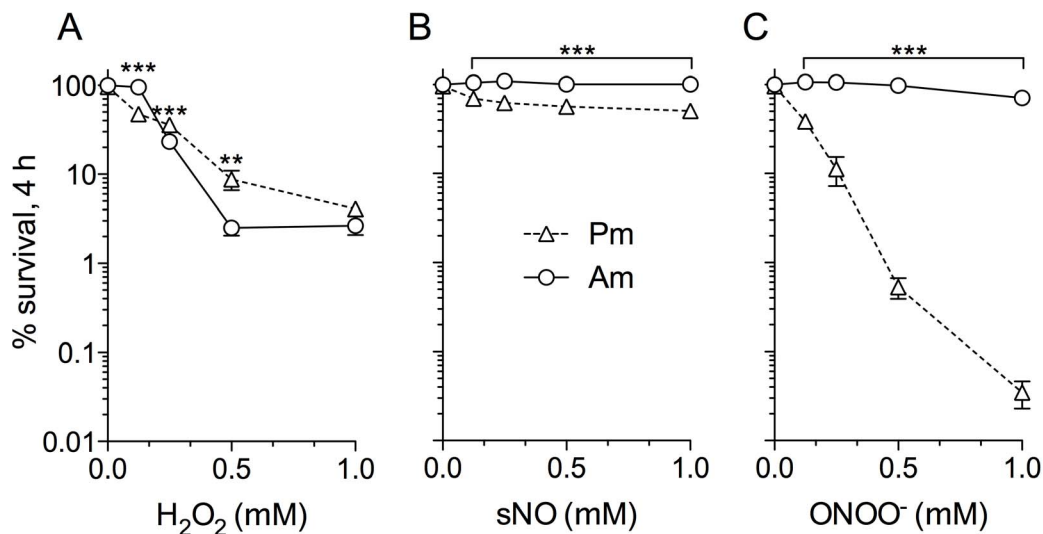 A
B
C
% survival, 4 h
100
10
1
0.1
0.01
***
***
**
***
***
Pm
Am
0.0 0.5 1.0
0.0 0.5 1.0
0.0 0.5 1.0
H₂O₂ (mM)
sNO (mM)
ONOO⁻ (mM)